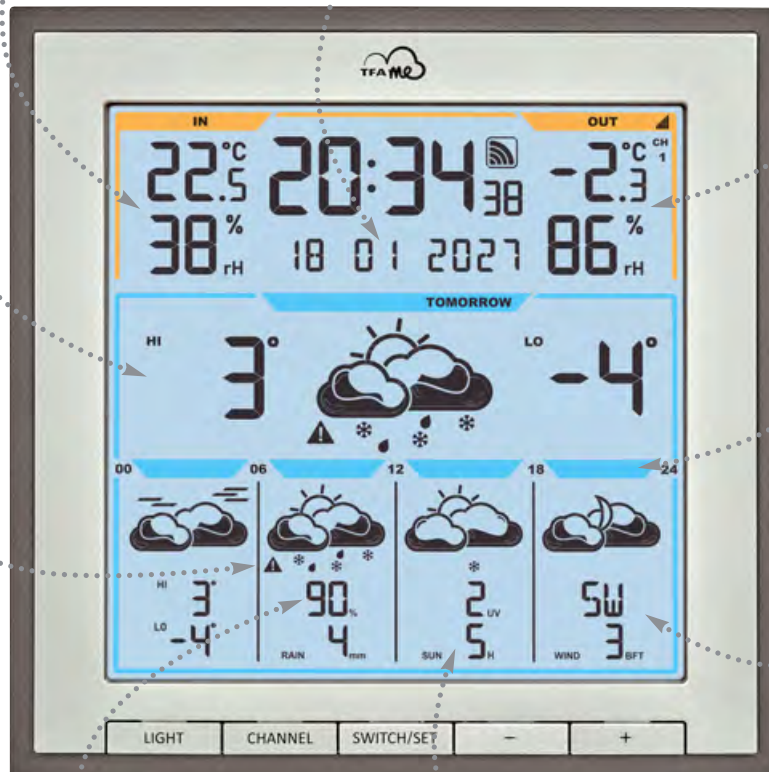 TFA ME
IN OUT
22.5 °C 20:34 38 -2.3 °C CH 1
38 % rH 18 01 2027 86 % rH
TOMORROW
HI 3° LO -4°
00 06 12 18 24
HI 3° 90% 2 UV SW
LO -4° RAIN 4 mm SUN 5 H WIND 3 BFT
LIGHT CHANNEL SWITCH/SET - +